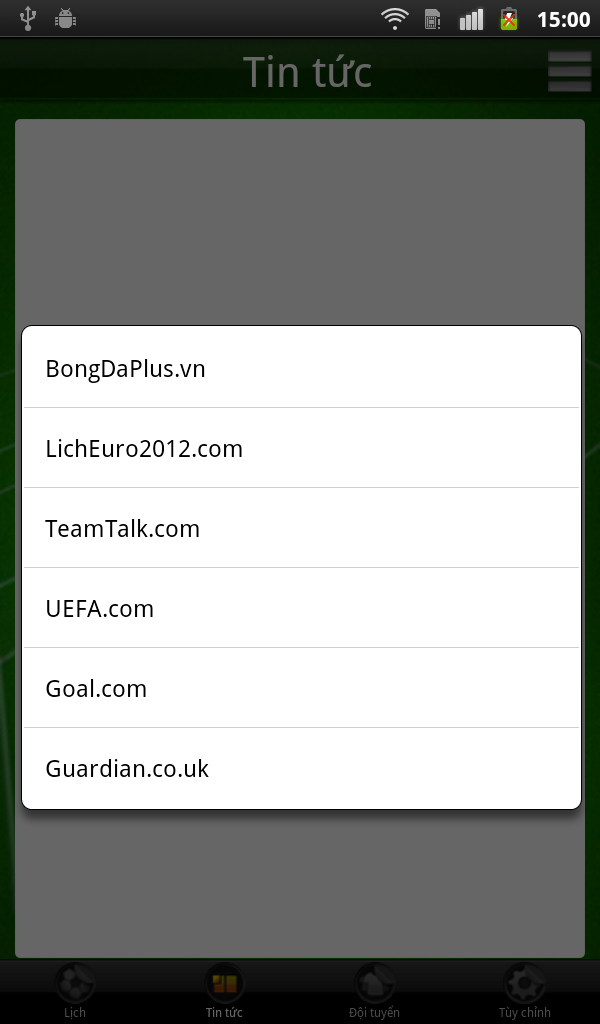 15:00
Tin tức
BongDaPlus.vn
LichEuro2012.com
TeamTalk.com
UEFA.com
Goal.com
Guardian.co.uk
Lịch
Tin tức
Đội tuyển
Tùy chỉnh